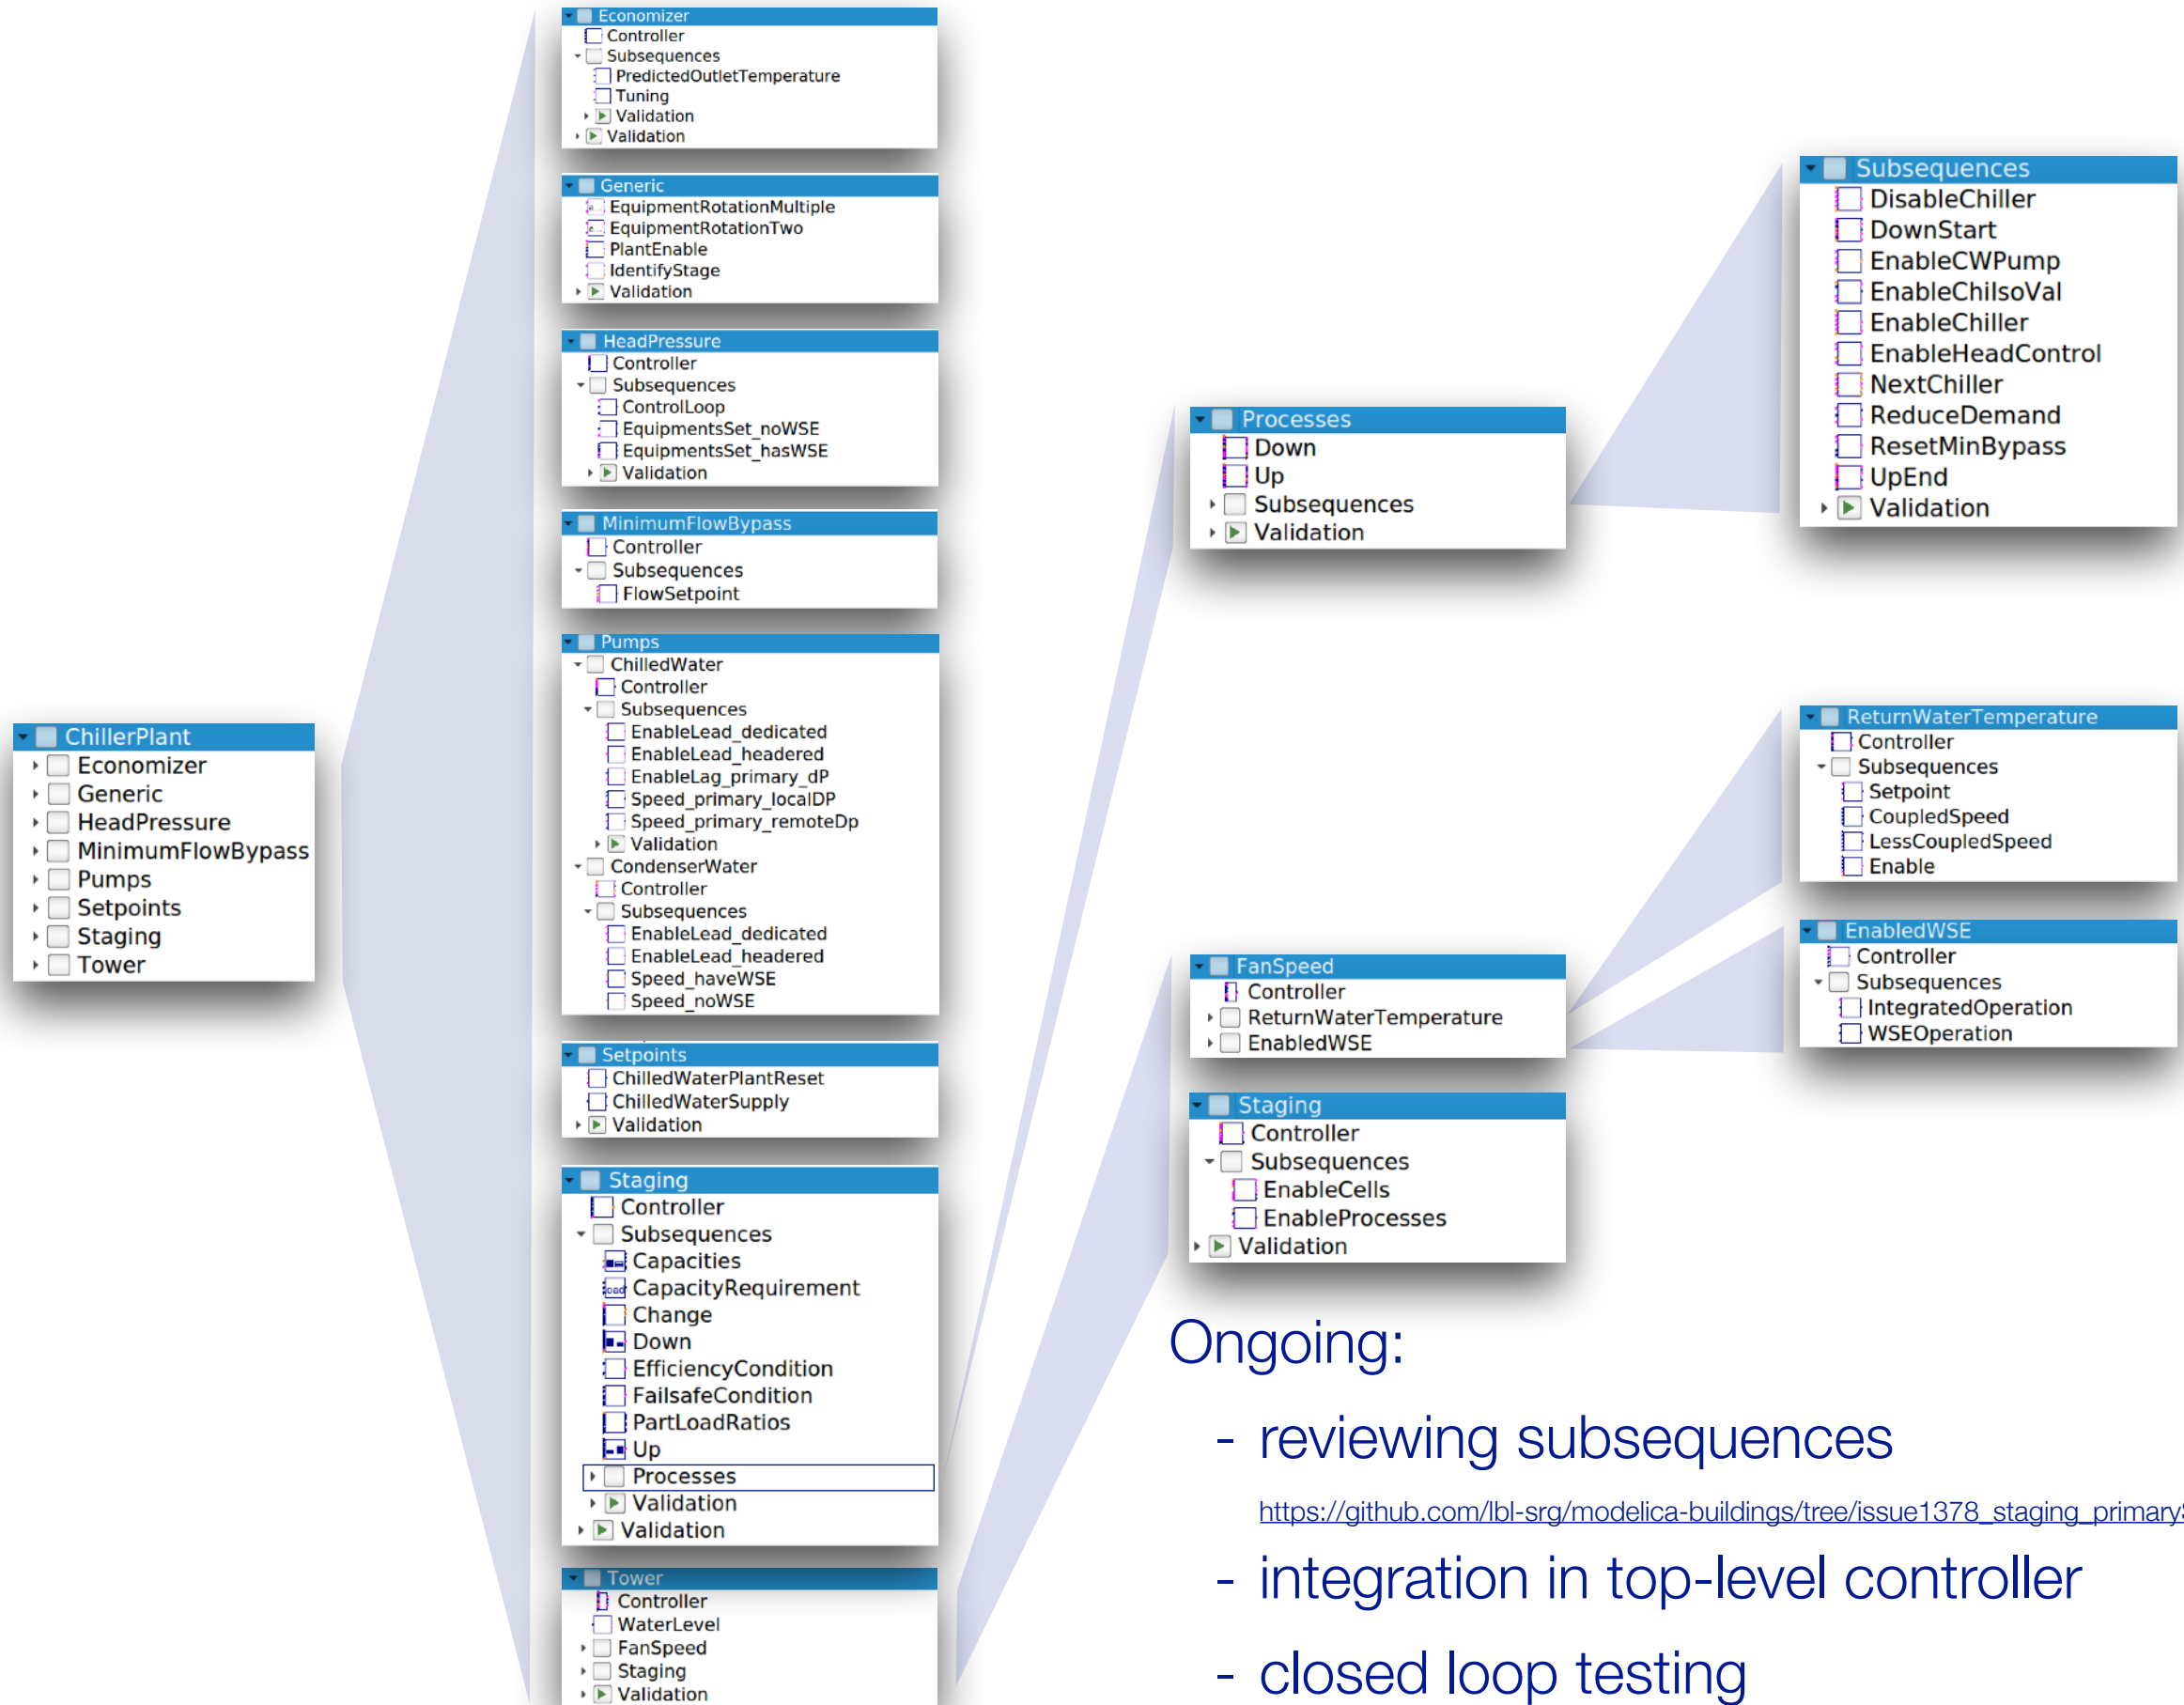 ChillerPlant
Economizer
Generic
HeadPressure
MinimumFlowBypass
Pumps
Setpoints
Staging
Tower
Economizer
Controller
Subsequences
PredictedOutletTemperature
Tuning
Validation
Validation
Generic
EquipmentRotationMultiple
EquipmentRotationTwo
PlantEnable
IdentifyStage
Validation
HeadPressure
Controller
Subsequences
ControlLoop
EquipmentsSet_noWSE
EquipmentsSet_hasWSE
Validation
MinimumFlowBypass
Controller
Subsequences
FlowSetpoint
Pumps
ChilledWater
Controller
Subsequences
EnableLead_dedicated
EnableLead_headered
EnableLag_primary_dP
Speed_primary_localDP
Speed_primary_remoteDp
Validation
CondenserWater
Controller
Subsequences
EnableLead_dedicated
EnableLead_headered
Speed_haveWSE
Speed_noWSE
Setpoints
ChilledWaterPlantReset
ChilledWaterSupply
Validation
Staging
Controller
Subsequences
Capacities
CapacityRequirement
Change
Down
EfficiencyCondition
FailsafeCondition
PartLoadRatios
Up
Processes
Validation
Validation
Tower
Controller
WaterLevel
FanSpeed
Staging
Validation
Processes
Down
Up
Subsequences
Validation
Subsequences
DisableChiller
DownStart
EnableCWPump
EnableChiIsoVal
EnableChiller
EnableHeadControl
NextChiller
ReduceDemand
ResetMinBypass
UpEnd
Validation
FanSpeed
Controller
ReturnWaterTemperature
EnabledWSE
Staging
Controller
Subsequences
EnableCells
EnableProcesses
Validation
ReturnWaterTemperature
Controller
Subsequences
Setpoint
CoupledSpeed
LessCoupledSpeed
Enable
EnabledWSE
Controller
Subsequences
IntegratedOperation
WSEOperation
Ongoing:
- reviewing subsequences
https://github.com/lbl-srg/modelica-buildings/tree/issue1378_staging_primary
- integration in top-level controller
- closed loop testing